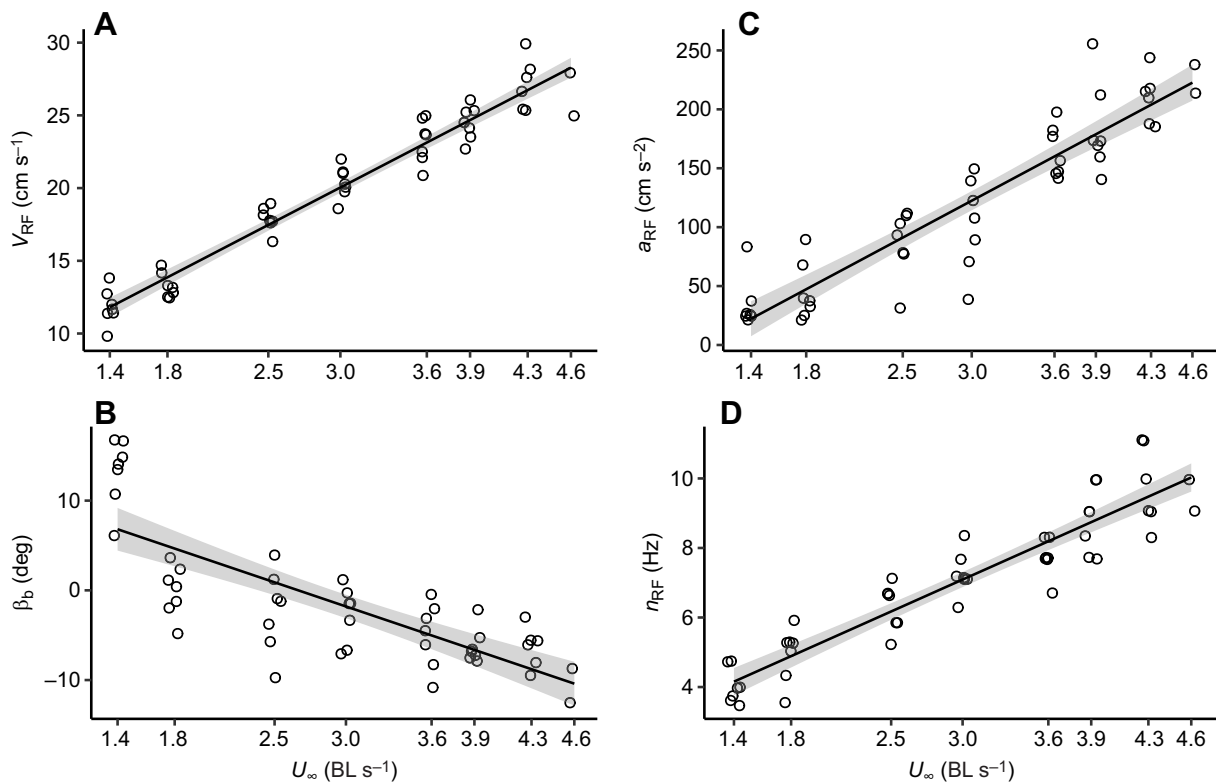 A
30
25
20
15
10
V_RF (cm s⁻¹)
1.4 1.8 2.5 3.0 3.6 3.9 4.3 4.6
C
250
200
150
100
50
0
a_RF (cm s⁻²)
1.4 1.8 2.5 3.0 3.6 3.9 4.3 4.6
B
10
0
−10
β_b (deg)
1.4 1.8 2.5 3.0 3.6 3.9 4.3 4.6
U_∞ (BL s⁻¹)
D
10
8
6
4
n_RF (Hz)
1.4 1.8 2.5 3.0 3.6 3.9 4.3 4.6
U_∞ (BL s⁻¹)